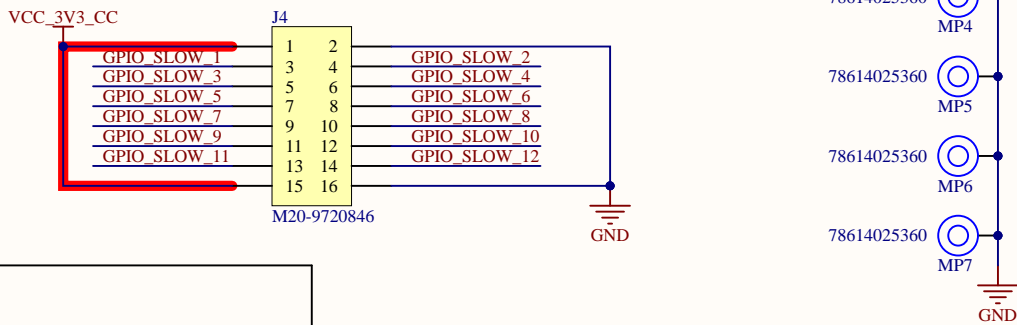 VCC_3V3_CC
J4
1 2
GPIO_SLOW_1 3 4 GPIO_SLOW_2
GPIO_SLOW_3 5 6 GPIO_SLOW_4
GPIO_SLOW_5 7 8 GPIO_SLOW_6
GPIO_SLOW_7 9 10 GPIO_SLOW_8
GPIO_SLOW_9 11 12 GPIO_SLOW_10
GPIO_SLOW_11 13 14 GPIO_SLOW_12
15 16
M20-9720846
GND
MP4
78614025360
MP5
78614025360
MP6
78614025360
MP7
GND